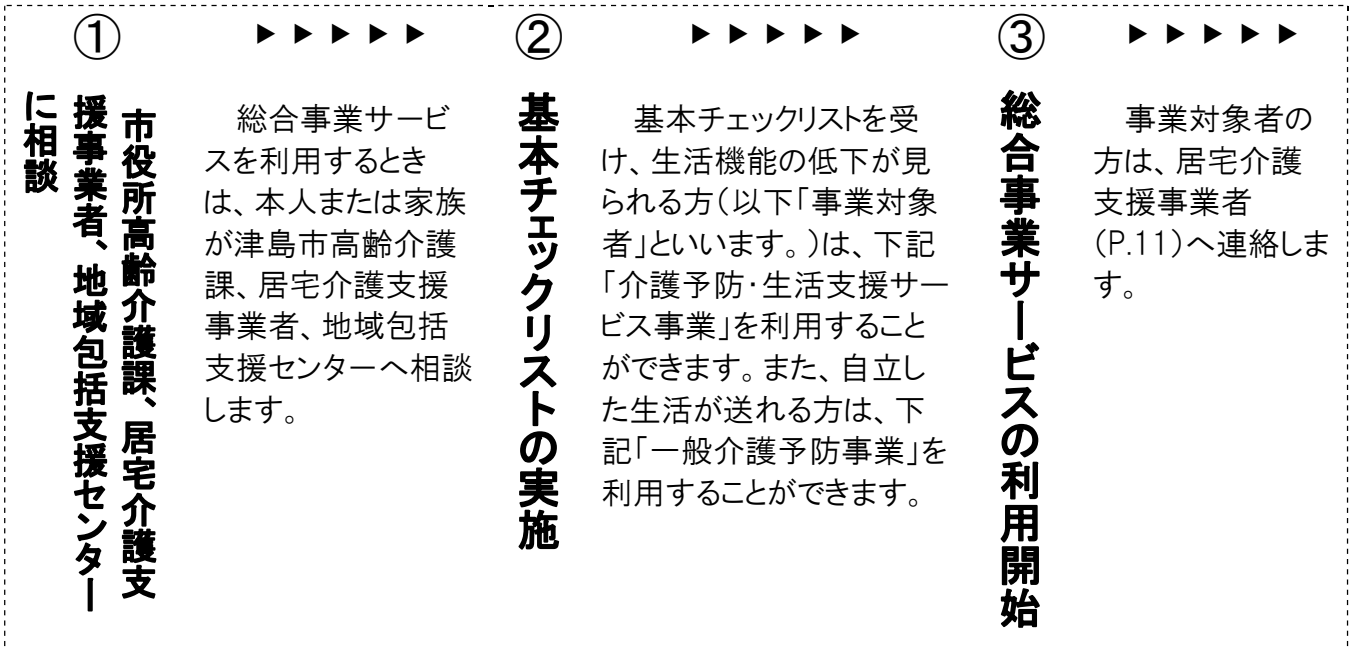 ①
▶ ▶ ▶ ▶ ▶
市役所高齢介護課、居宅介護支
援事業者、地域包括支援センター
に相談
総合事業サービ
スを利用するとき
は、本人または家族
が津島市高齢介護
課、居宅介護支援
事業者、地域包括
支援センターへ相談
します。
②
▶ ▶ ▶ ▶ ▶
基本チェックリストの実施
基本チェックリストを受
け、生活機能の低下が見
られる方(以下「事業対象
者」といいます。)は、下記
「介護予防・生活支援サー
ビス事業」を利用すること
ができます。また、自立し
た生活が送れる方は、下
記「一般介護予防事業」を
利用することができます。
③
▶ ▶ ▶ ▶ ▶
総合事業サービスの利用開始
事業対象者の
方は、居宅介護
支援事業者
(P.11)へ連絡しま
す。